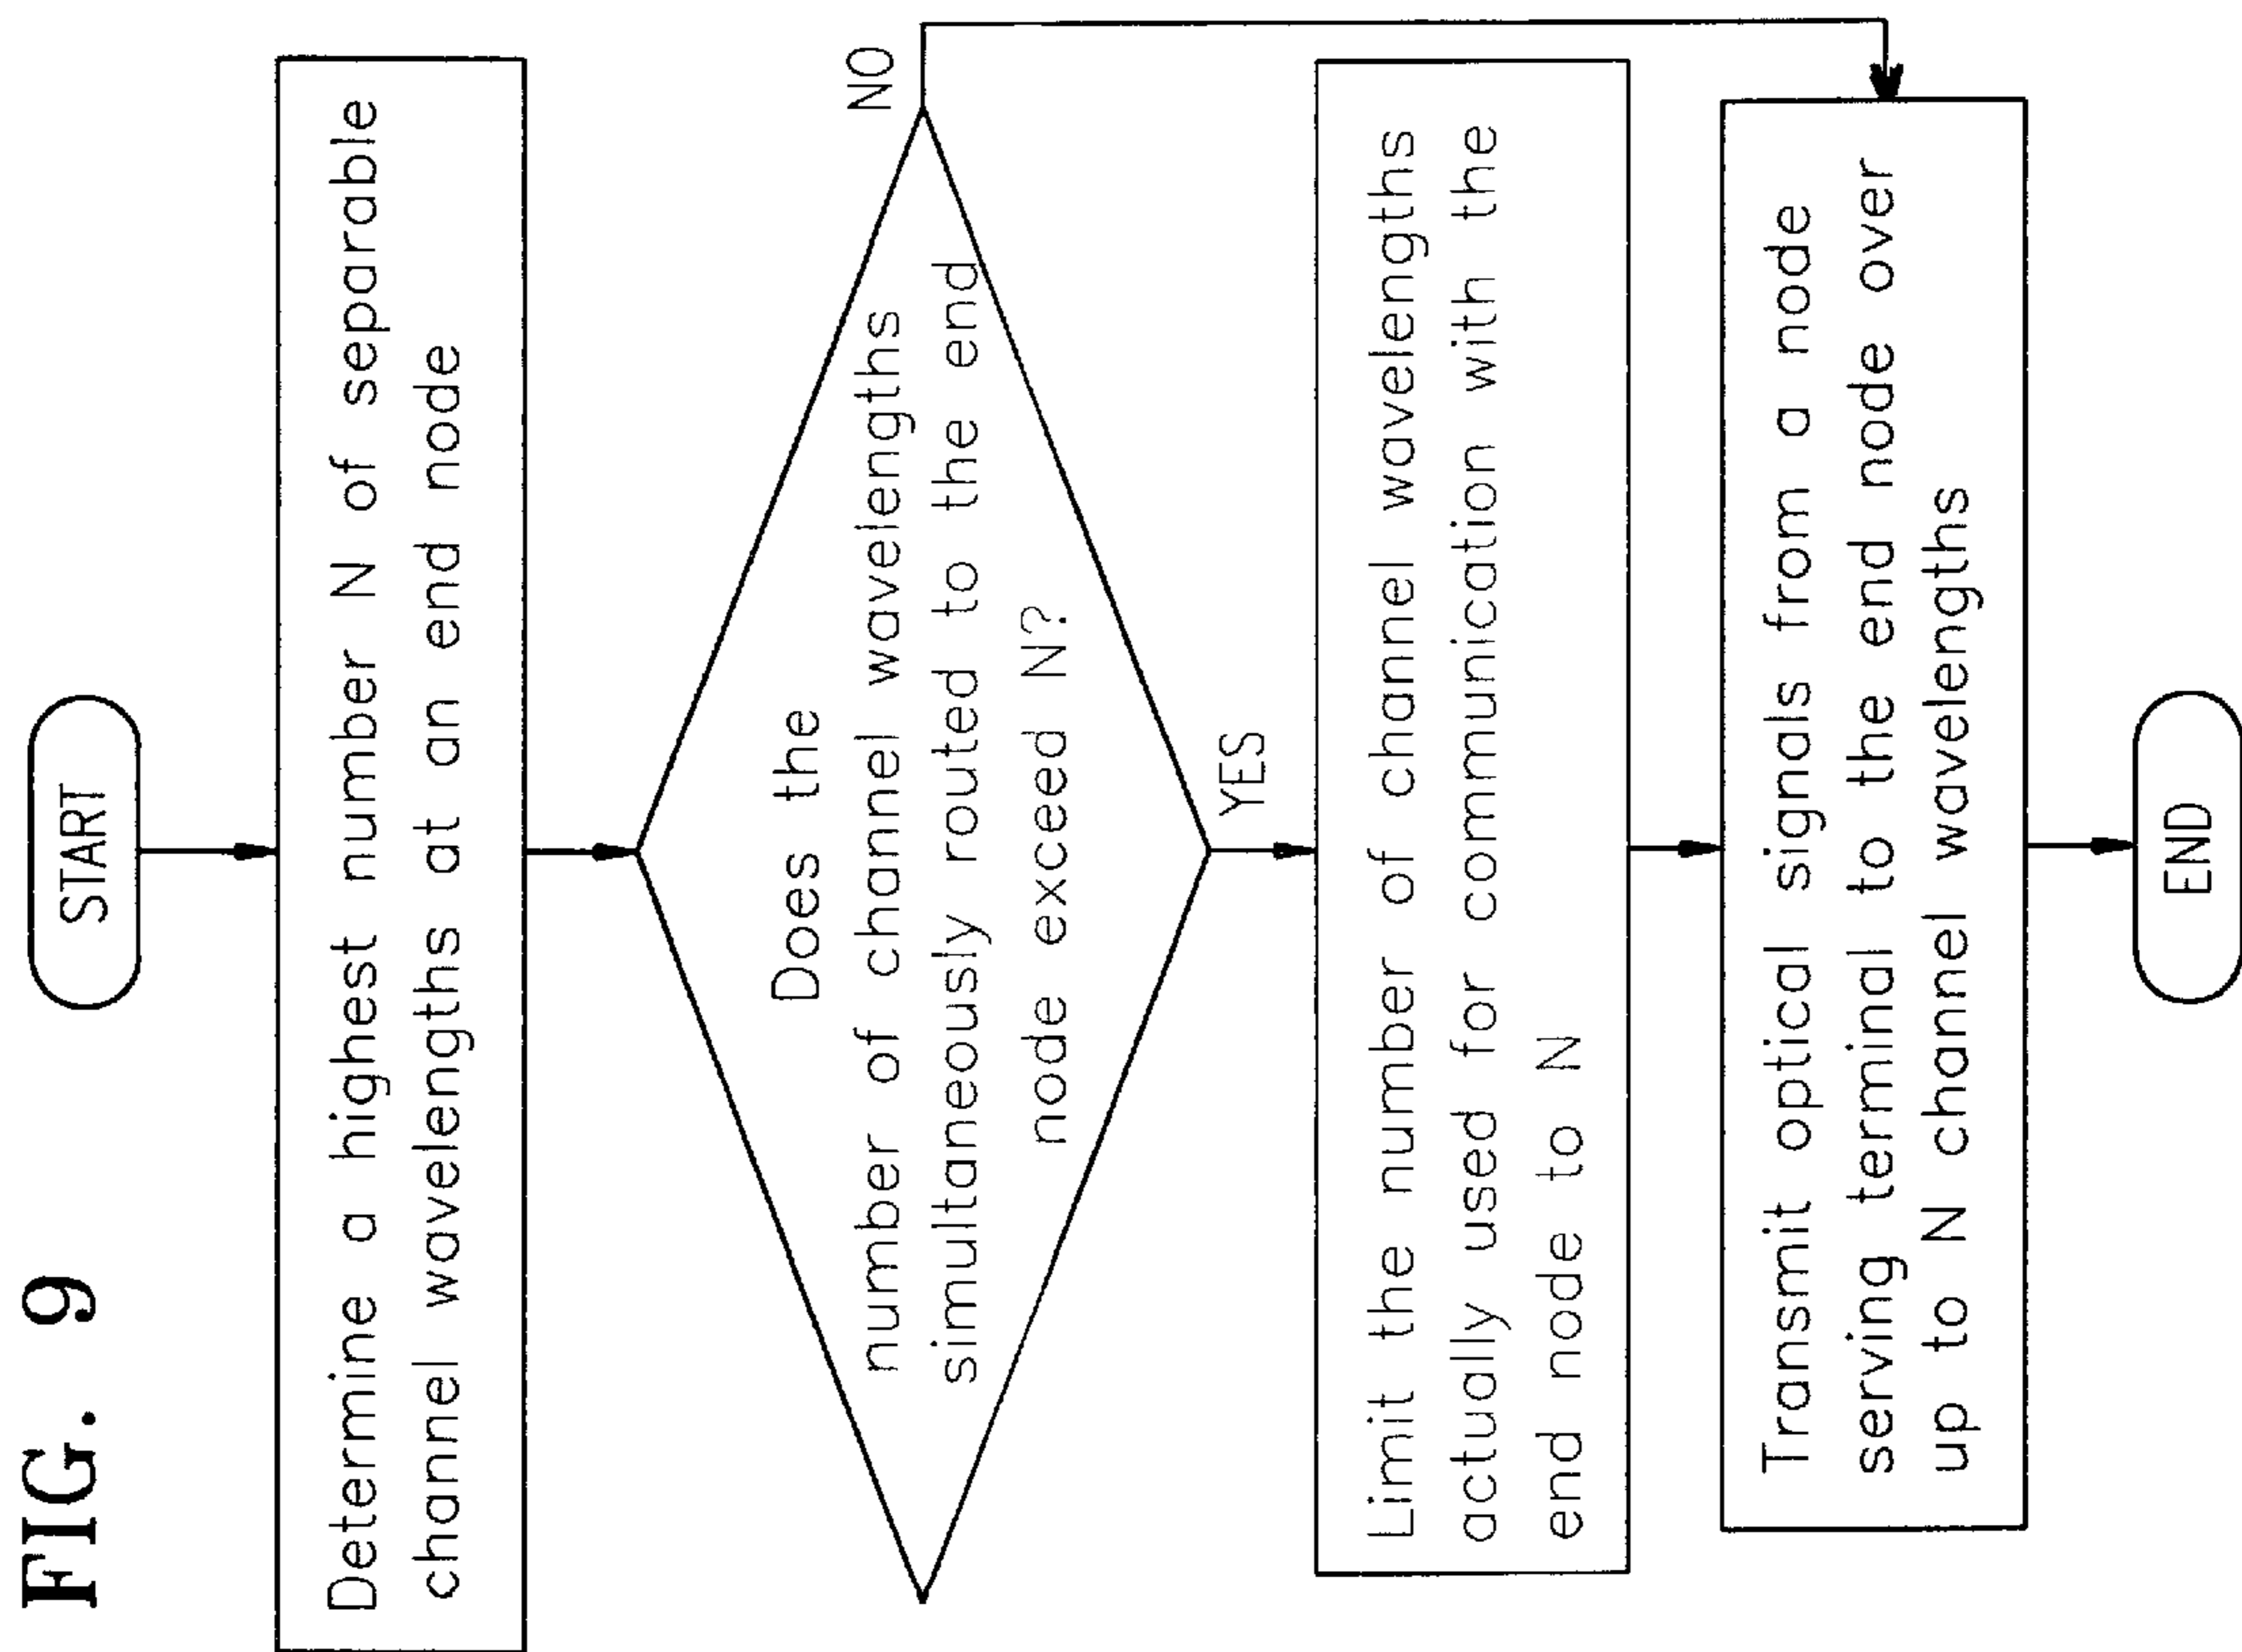 FIG. 9
START
Determine a highest number N of separable
channel wavelengths at an end node
Does the
number of channel wavelengths
simultaneously routed to the end
node exceed N?
NO
YES
Limit the number of channel wavelengths
actually used for communication with the
end node to N
Transmit optical signals from a node
serving terminal to the end node over
up to N channel wavelengths
END